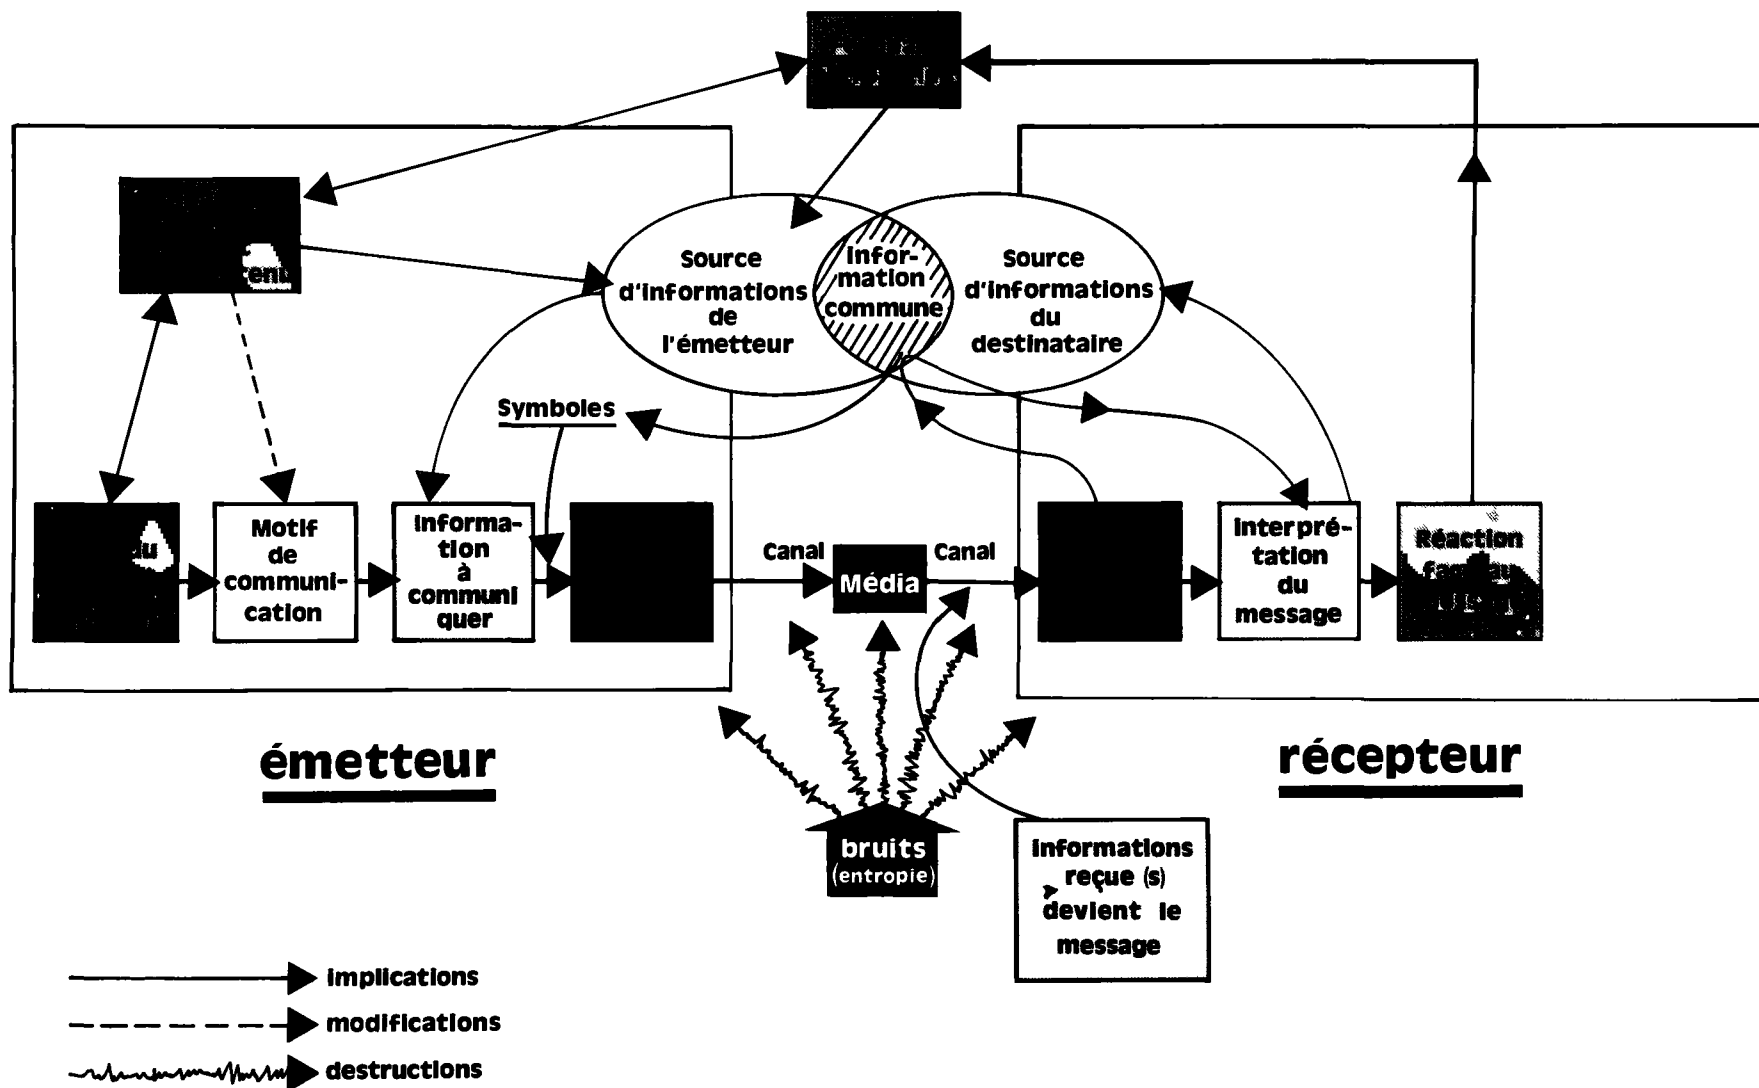 Source
d'informations
de
l'émetteur
Infor-
mation
commune
Source
d'informations
du
destinataire
Symboles
Motif
de
communi-
cation
Informa-
tion
à
communi
quer
Canal
Média
Canal
Interpré-
tation
du
message
Réaction
émetteur
récepteur
bruits
(entropie)
Informations
reçue (s)
devient le
message
implications
modifications
destructions